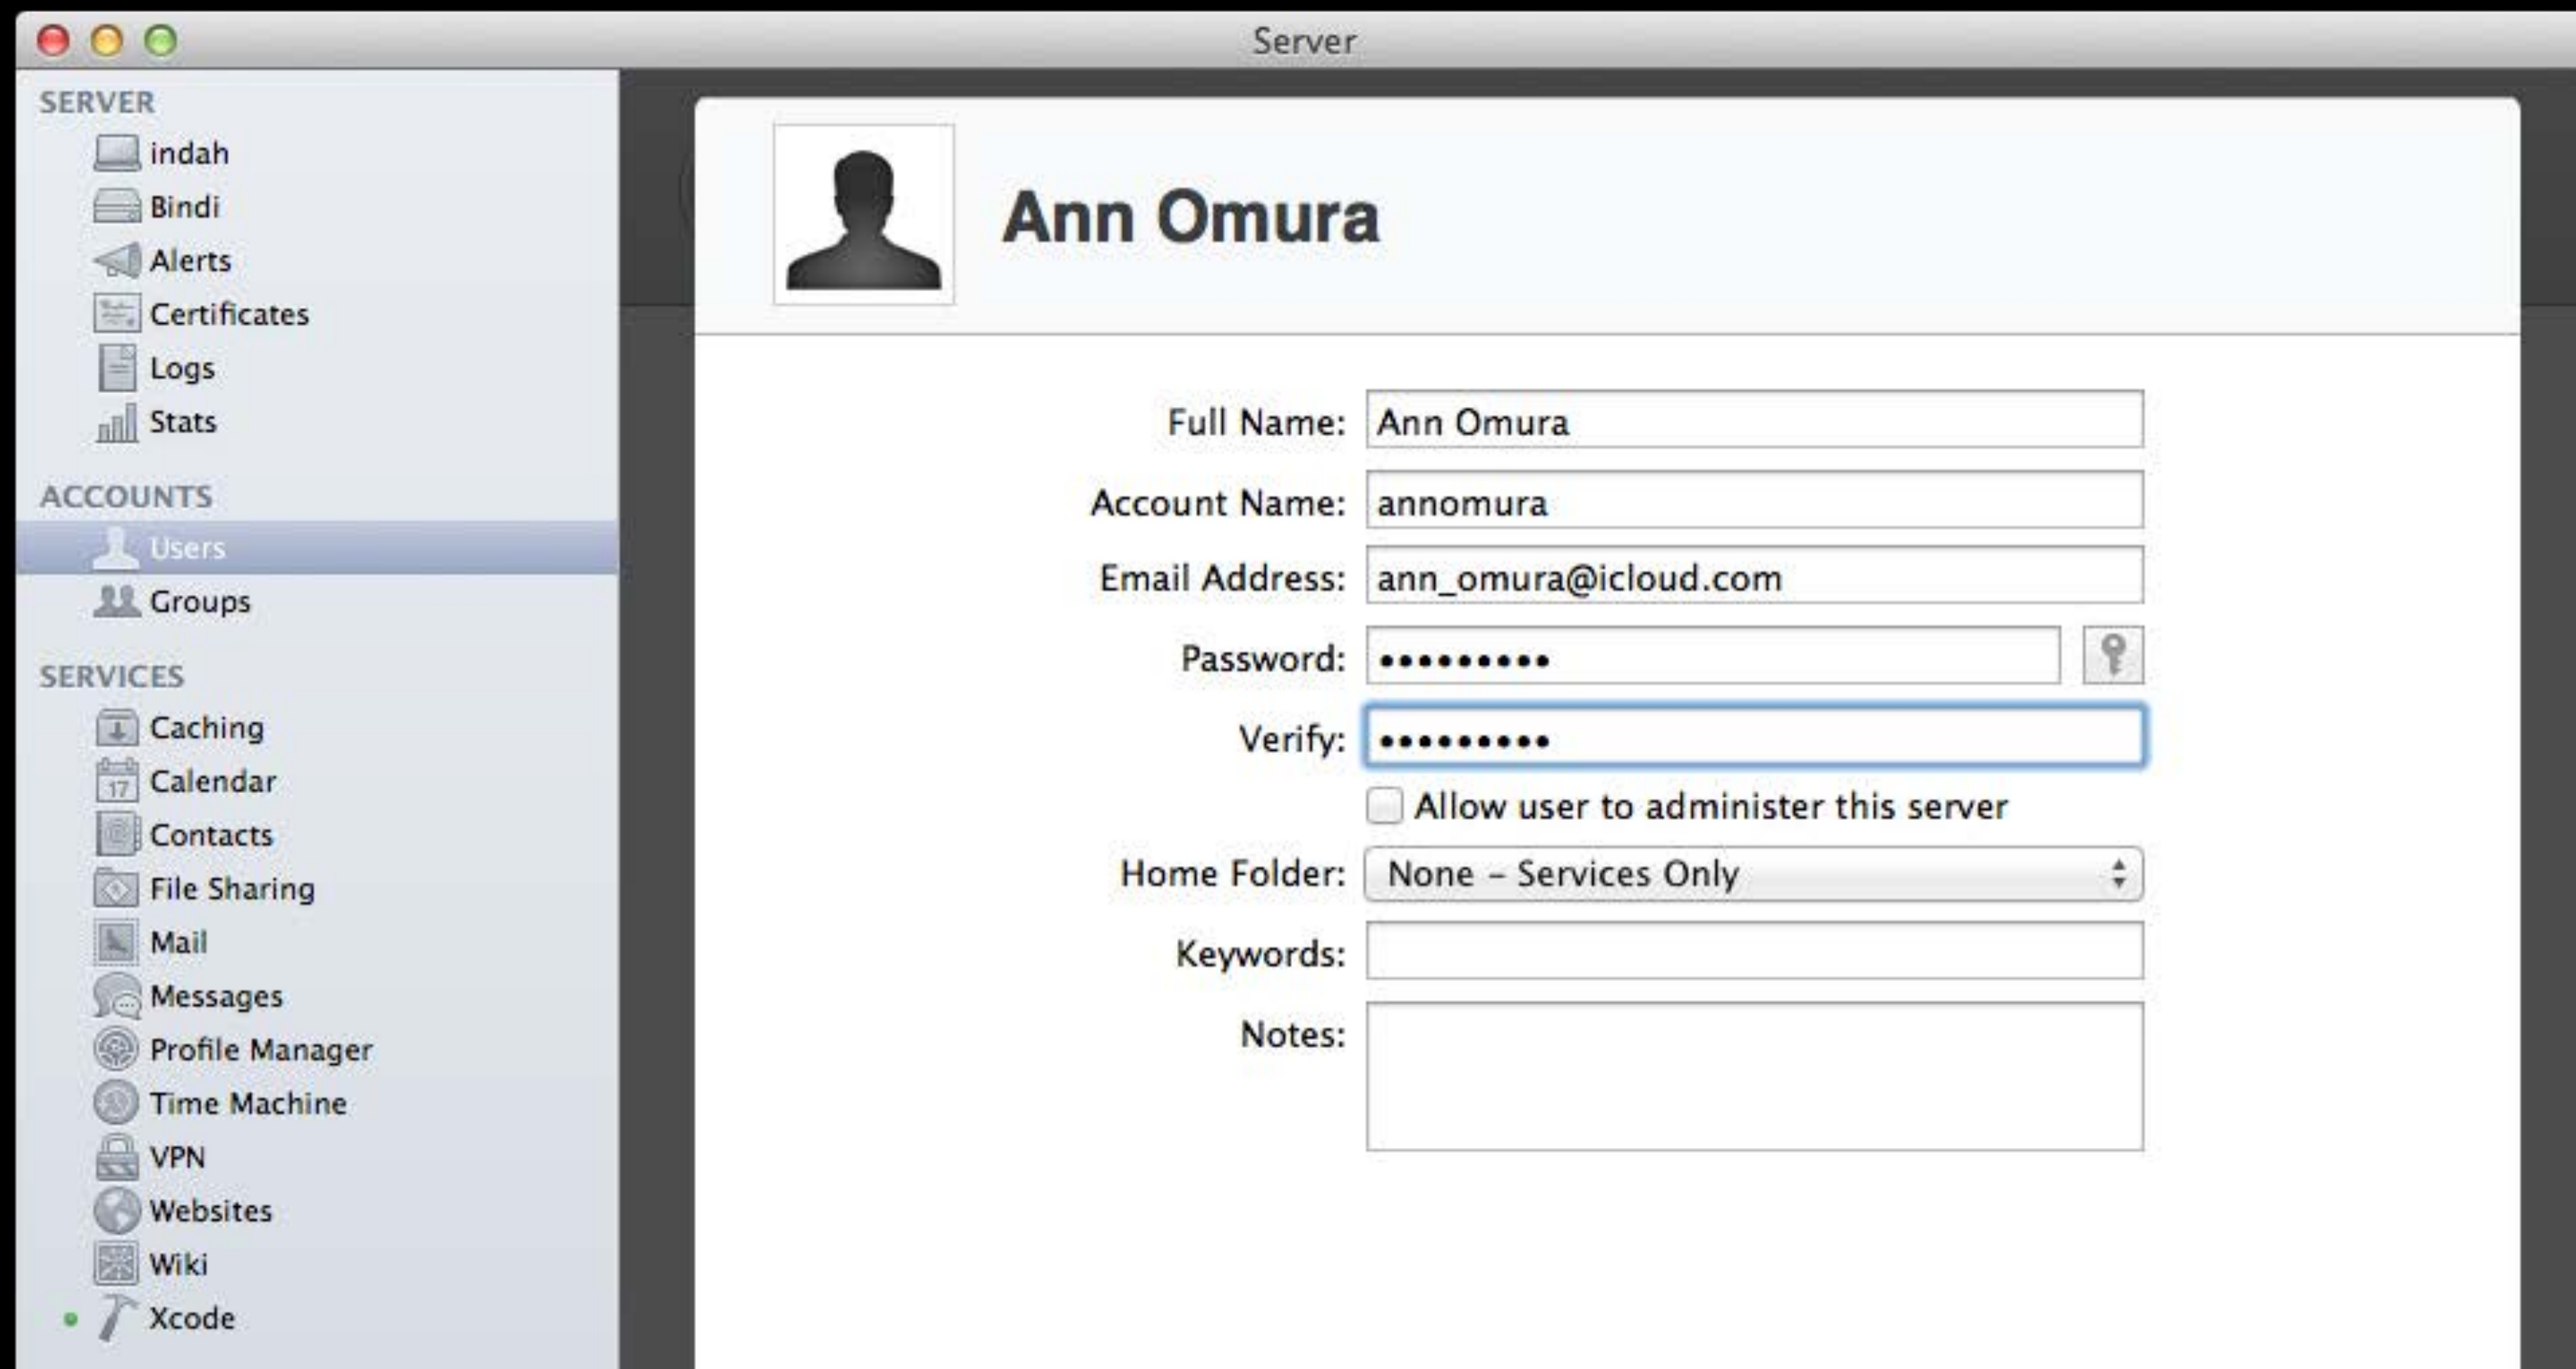 Server
SERVER
indah
Bindi
Alerts
Certificates
Logs
Stats
ACCOUNTS
Users
Groups
SERVICES
Caching
17 Calendar
Contacts
File Sharing
Mail
Messages
Profile Manager
Time Machine
VPN
Websites
Wiki
Xcode
Ann Omura
Full Name: Ann Omura
Account Name: annomura
Email Address: ann_omura@icloud.com
Password: •••••••••
Verify: •••••••••
Allow user to administer this server
Home Folder: None – Services Only
Keywords:
Notes: